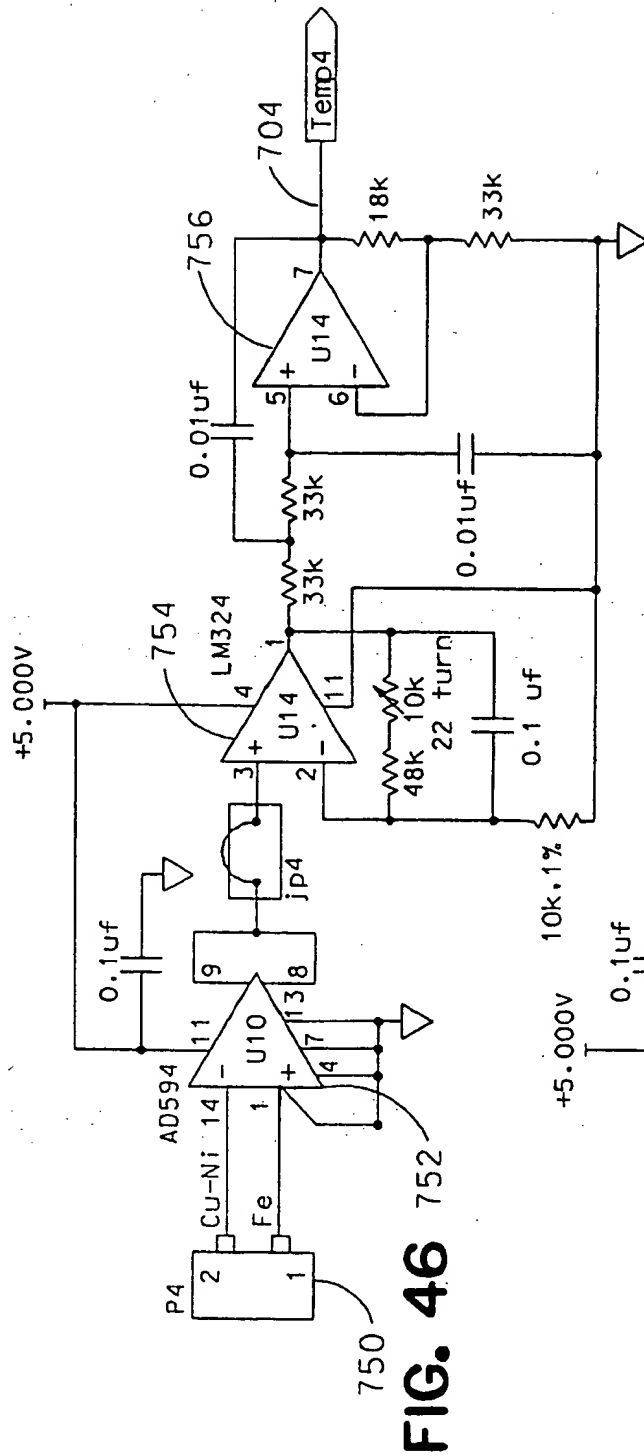 +5.000V
0.1uf
AD594
11
9
U10
-
+
14
1
8
13
7
4
Cu-Ni
Fe
P4
2
1
750
752
jp4
754
LM324
4
3
+
U14
-
2
1
11
48k
10k
22 turn
0.1 uf
10k.1%
33k
33k
0.01uf
0.01uf
756
5
+
U14
-
6
7
704
Temp4
18k
33k
FIG. 46
+5.000V
0.1uf